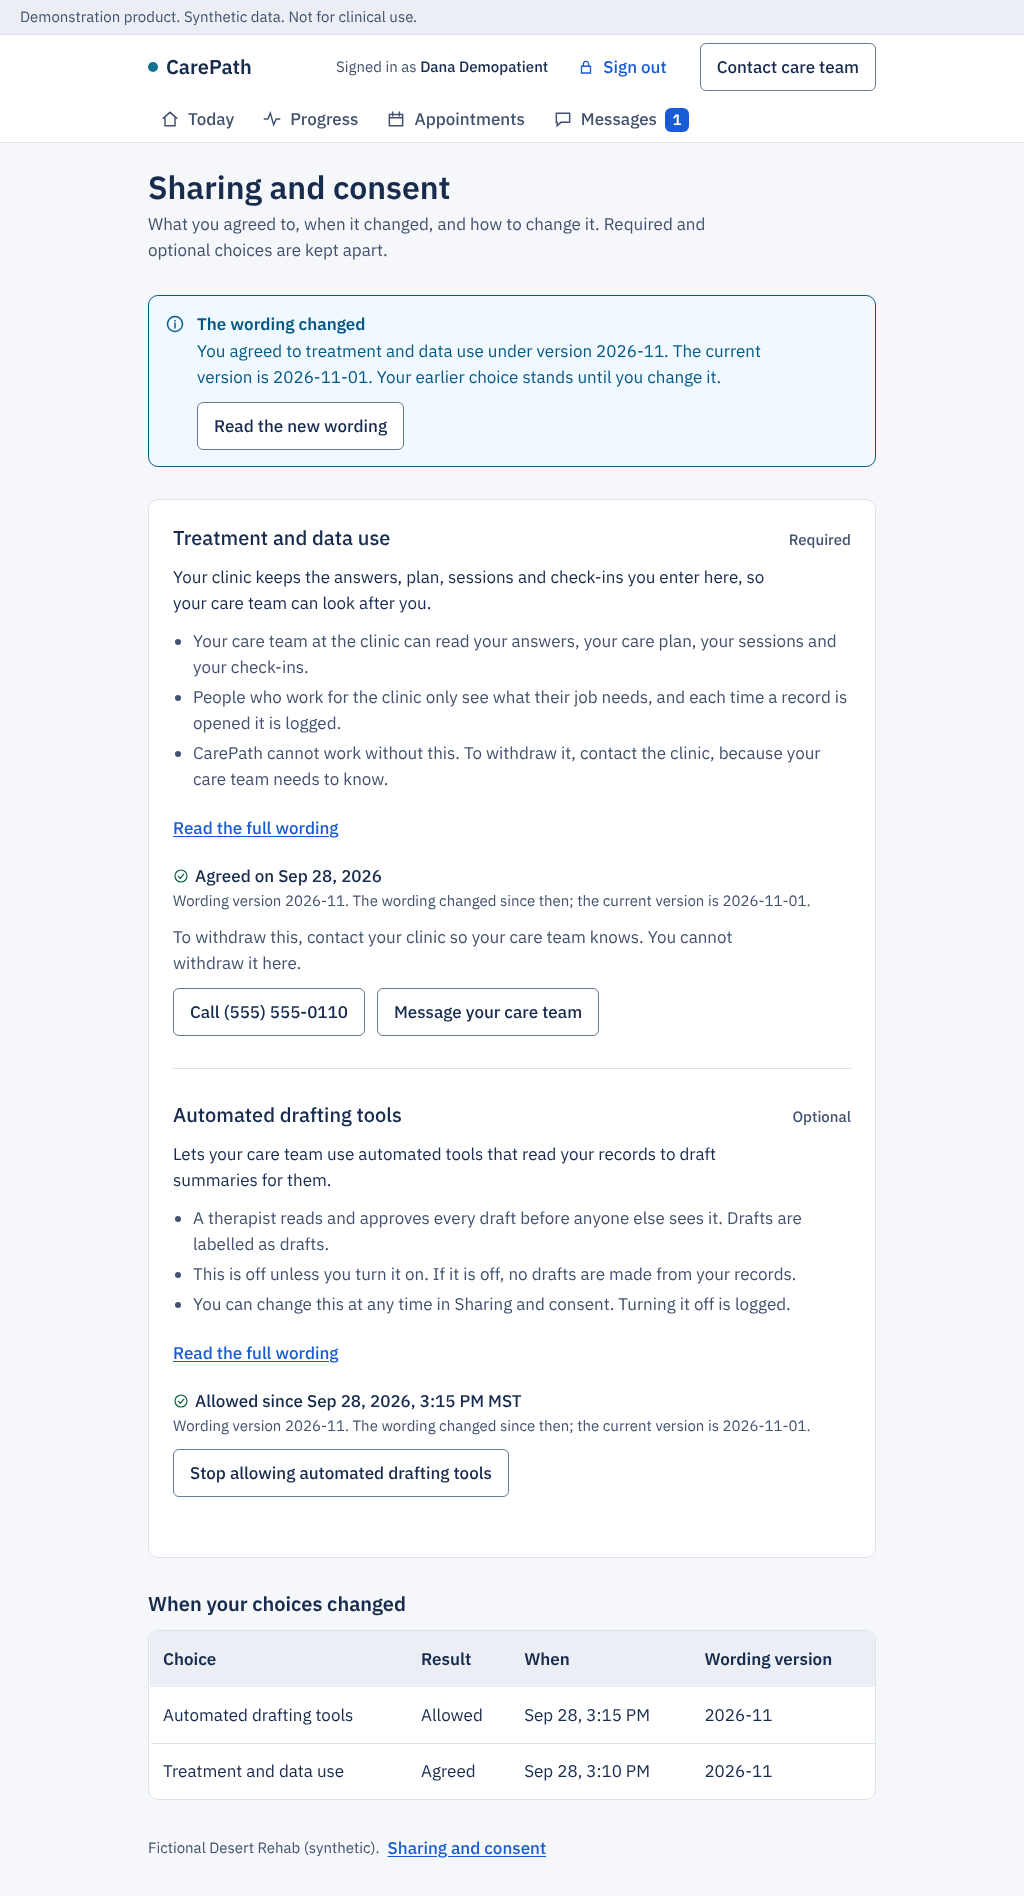 Demonstration product. Synthetic data. Not for clinical use.
CarePath
Signed in as Dana Demopatient
Sign out
Contact care team
Today
Progress
Appointments
Messages 1
Sharing and consent
What you agreed to, when it changed, and how to change it. Required and
optional choices are kept apart.
The wording changed
You agreed to treatment and data use under version 2026-11. The current
version is 2026-11-01. Your earlier choice stands until you change it.
Read the new wording
Treatment and data use
Required
Your clinic keeps the answers, plan, sessions and check-ins you enter here, so
your care team can look after you.
• Your care team at the clinic can read your answers, your care plan, your sessions and
your check-ins.
• People who work for the clinic only see what their job needs, and each time a record is
opened it is logged.
• CarePath cannot work without this. To withdraw it, contact the clinic, because your
care team needs to know.
Read the full wording
Agreed on Sep 28, 2026
Wording version 2026-11. The wording changed since then; the current version is 2026-11-01.
To withdraw this, contact your clinic so your care team knows. You cannot
withdraw it here.
Call (555) 555-0110
Message your care team
Automated drafting tools
Optional
Lets your care team use automated tools that read your records to draft
summaries for them.
• A therapist reads and approves every draft before anyone else sees it. Drafts are
labelled as drafts.
• This is off unless you turn it on. If it is off, no drafts are made from your records.
• You can change this at any time in Sharing and consent. Turning it off is logged.
Read the full wording
Allowed since Sep 28, 2026, 3:15 PM MST
Wording version 2026-11. The wording changed since then; the current version is 2026-11-01.
Stop allowing automated drafting tools
When your choices changed
Choice Result When Wording version
Automated drafting tools Allowed Sep 28, 3:15 PM 2026-11
Treatment and data use Agreed Sep 28, 3:10 PM 2026-11
Fictional Desert Rehab (synthetic). Sharing and consent